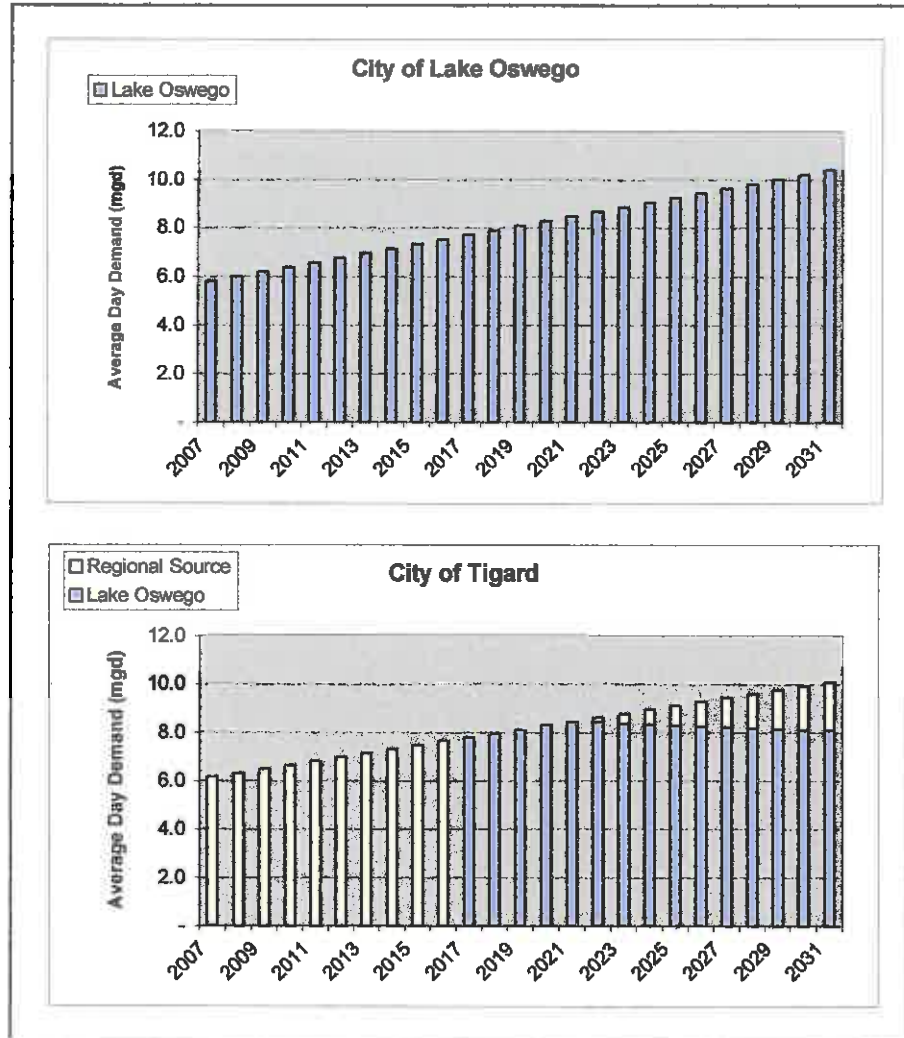 City of Lake Oswego
Lake Oswego
Average Day Demand (mgd)
12.0
10.0
8.0
6.0
4.0
2.0
-
2007 2009 2011 2013 2015 2017 2019 2021 2023 2025 2027 2029 2031
Regional Source
Lake Oswego
City of Tigard
Average Day Demand (mgd)
12.0
10.0
8.0
6.0
4.0
2.0
-
2007 2009 2011 2013 2015 2017 2019 2021 2023 2025 2027 2029 2031